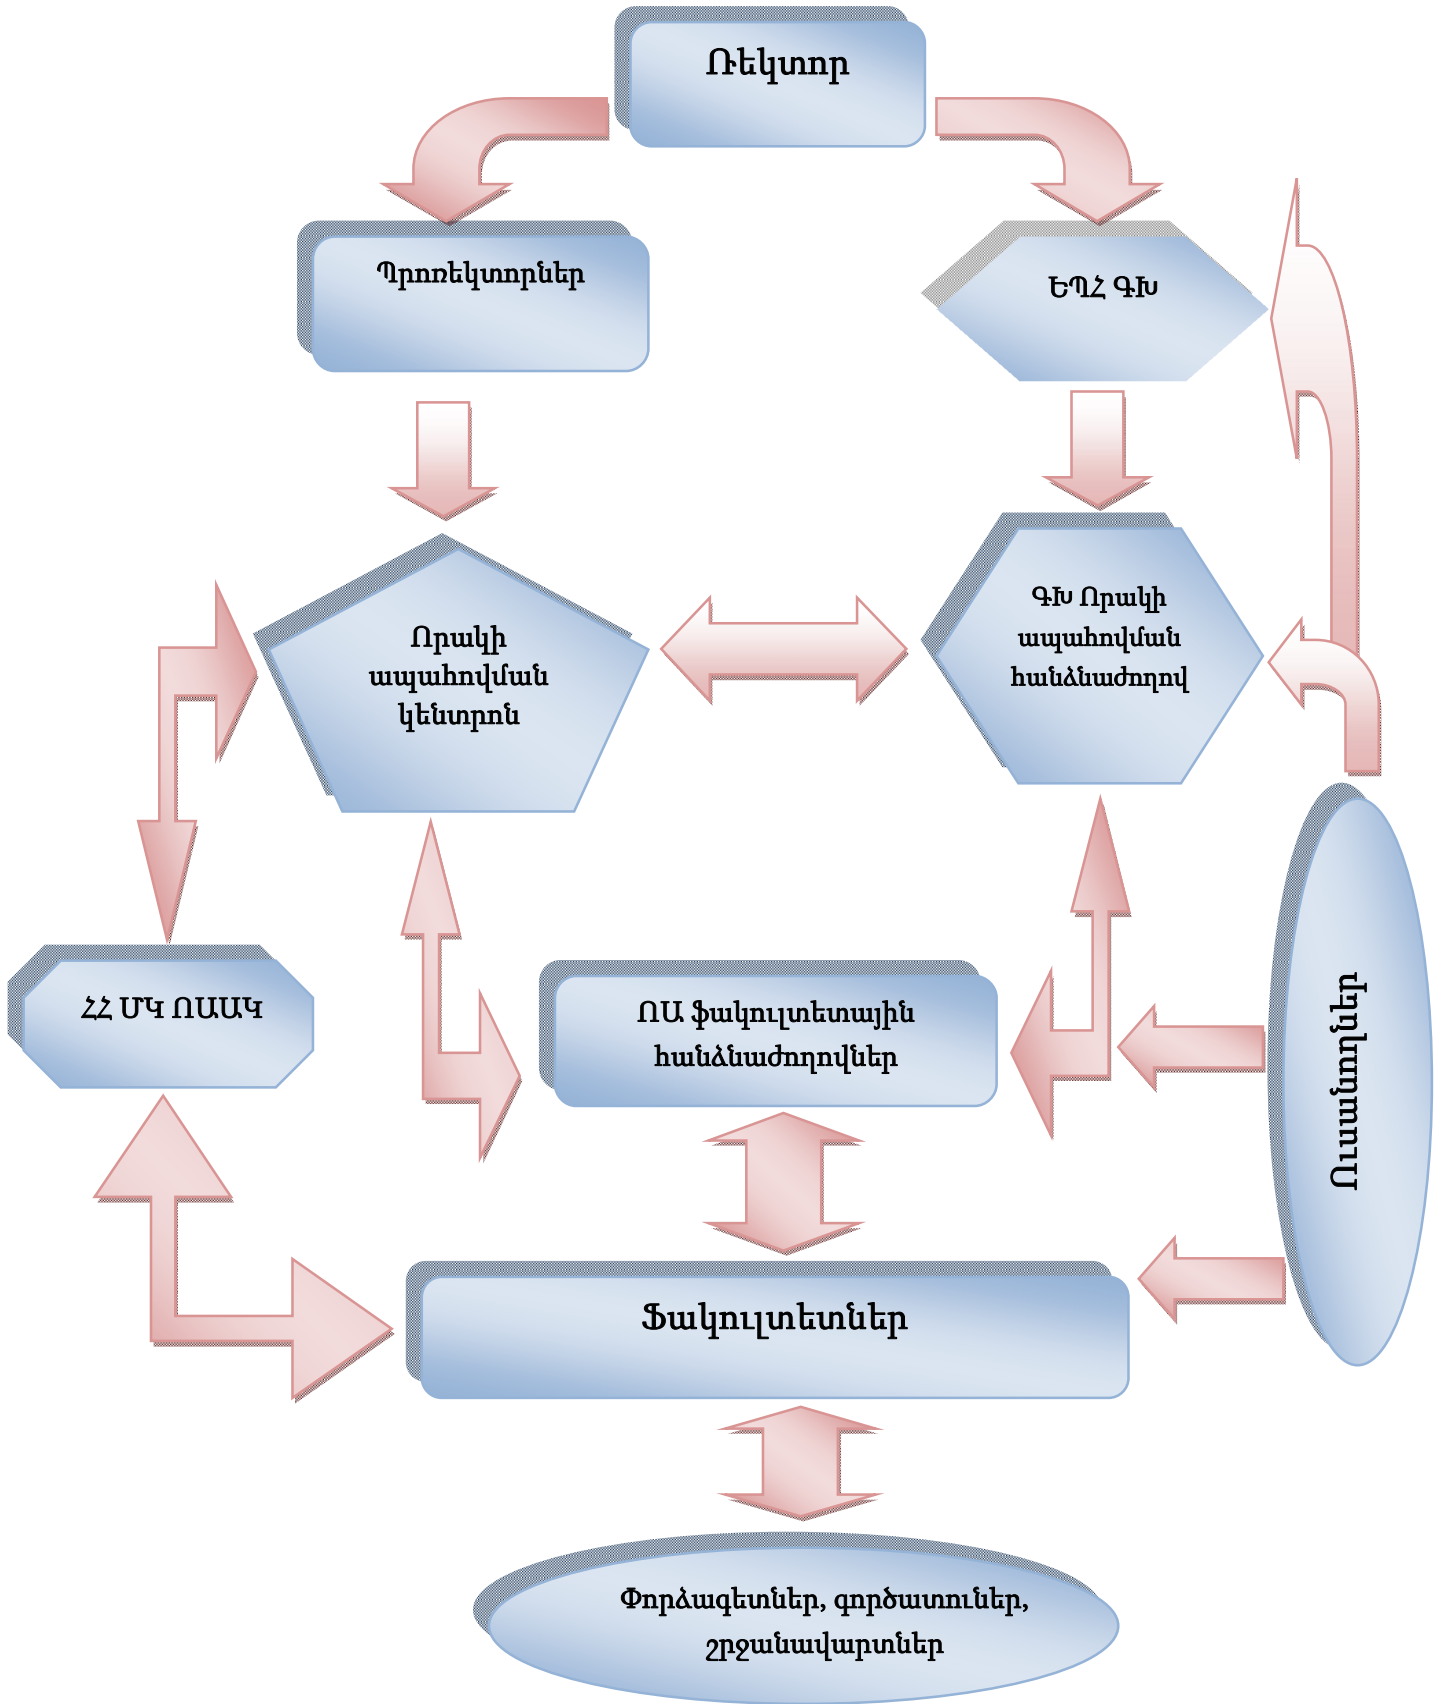 Ռեկտոր
Պրոռեկտորներ
ԵՊՀ ԳԽ
Որակի
ապահովման
կենտրոն
ԳԽ Որակի
ապահովման
հանձնաժողով
ՀՀ ՄԿ ՈԱԱԿ
ՈԱ ֆակուլտետային
հանձնաժողովներ
Ուսանողներ
Ֆակուլտետներ
Փորձագետներ, գործատուներ,
շրջանավարտներ